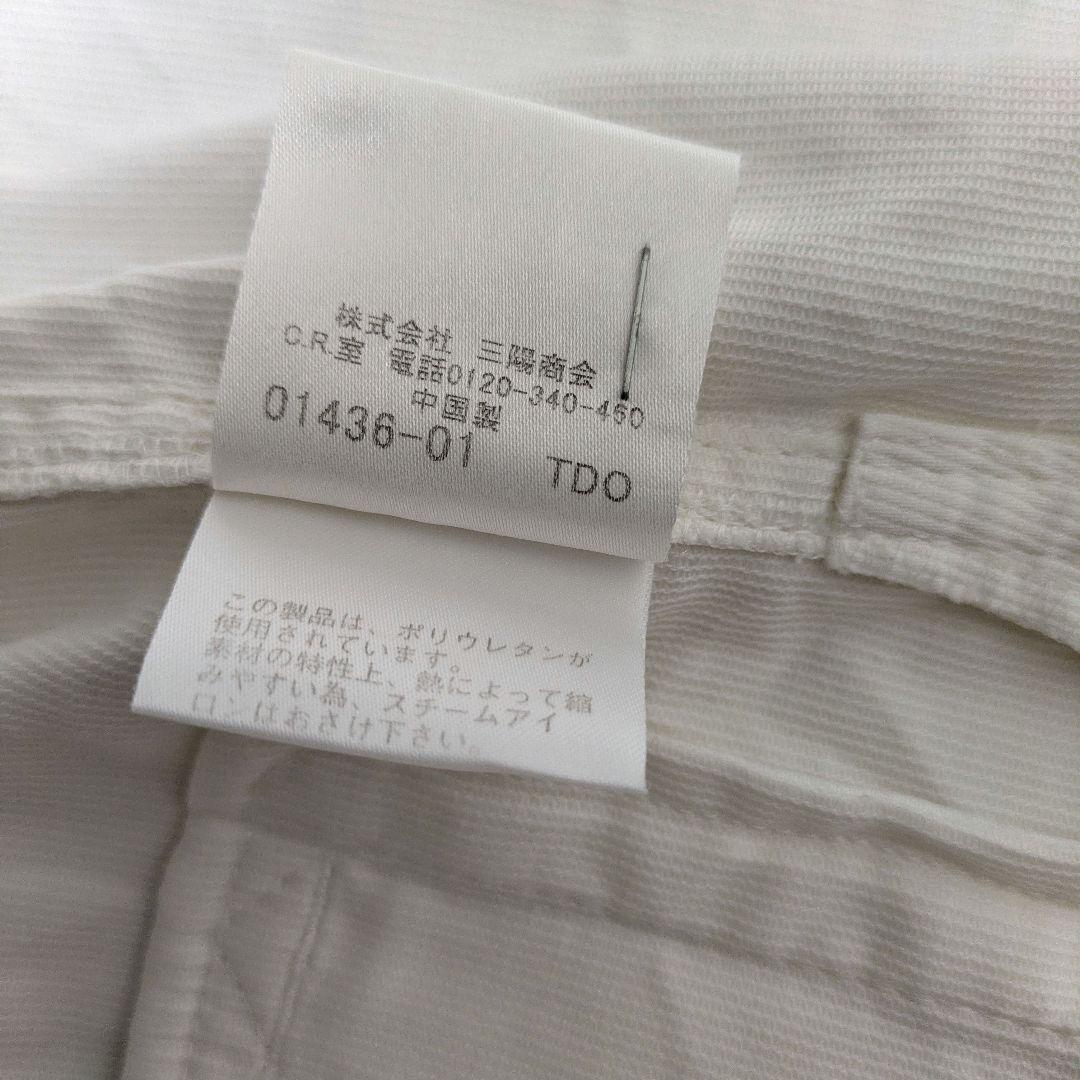 株式会社 三陽商会
C.R.室 電話0120-340-460
中国製
01436-01 TDO
この製品は、ポリウレタンが
使用されています。
素材の特性上、熱によって縮
みやすい為、スチームアイ
ロンはおさけ下さい。